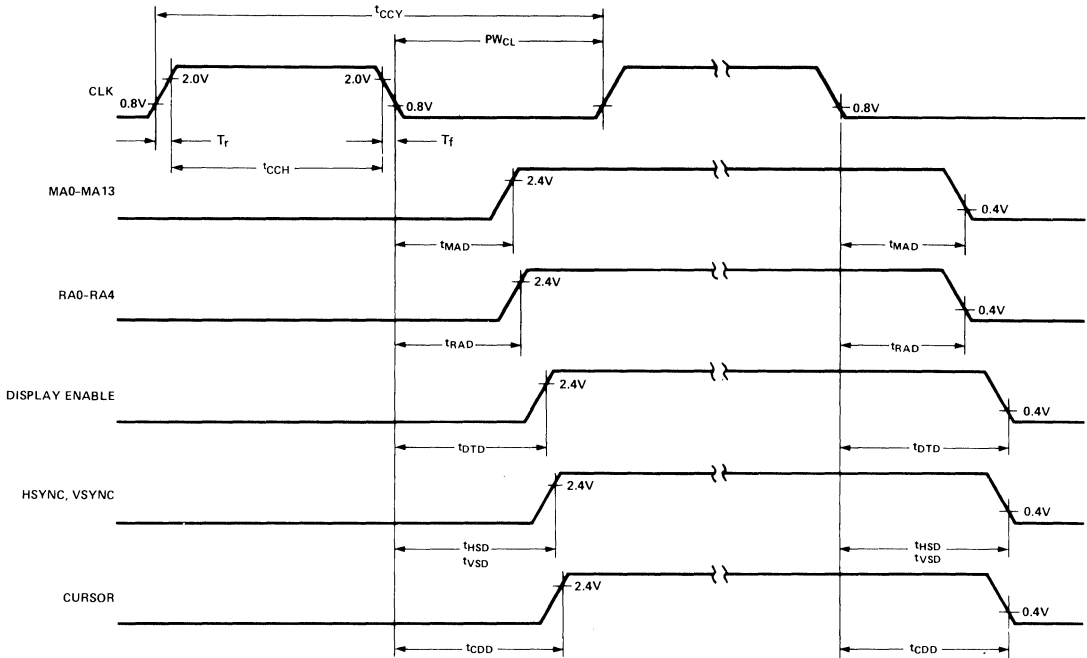 tCCY
PWCL
CLK
0.8V
2.0V
2.0V
0.8V
0.8V
Tr
Tf
tCCH
MA0-MA13
2.4V
0.4V
tMAD
tMAD
RA0-RA4
2.4V
0.4V
tRAD
tRAD
DISPLAY ENABLE
2.4V
0.4V
tDTD
tDTD
HSYNC, VSYNC
2.4V
0.4V
tHSD
tVSD
tHSD
tVSD
CURSOR
2.4V
0.4V
tCDD
tCDD